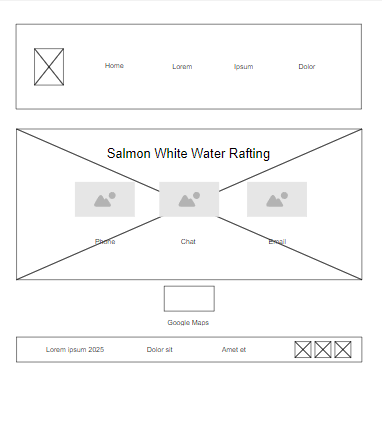 Home Lorem Ipsum Dolor
Salmon White Water Rafting
Phone Chat Email
Google Maps
Lorem ipsum 2025 Dolor sit Amet et